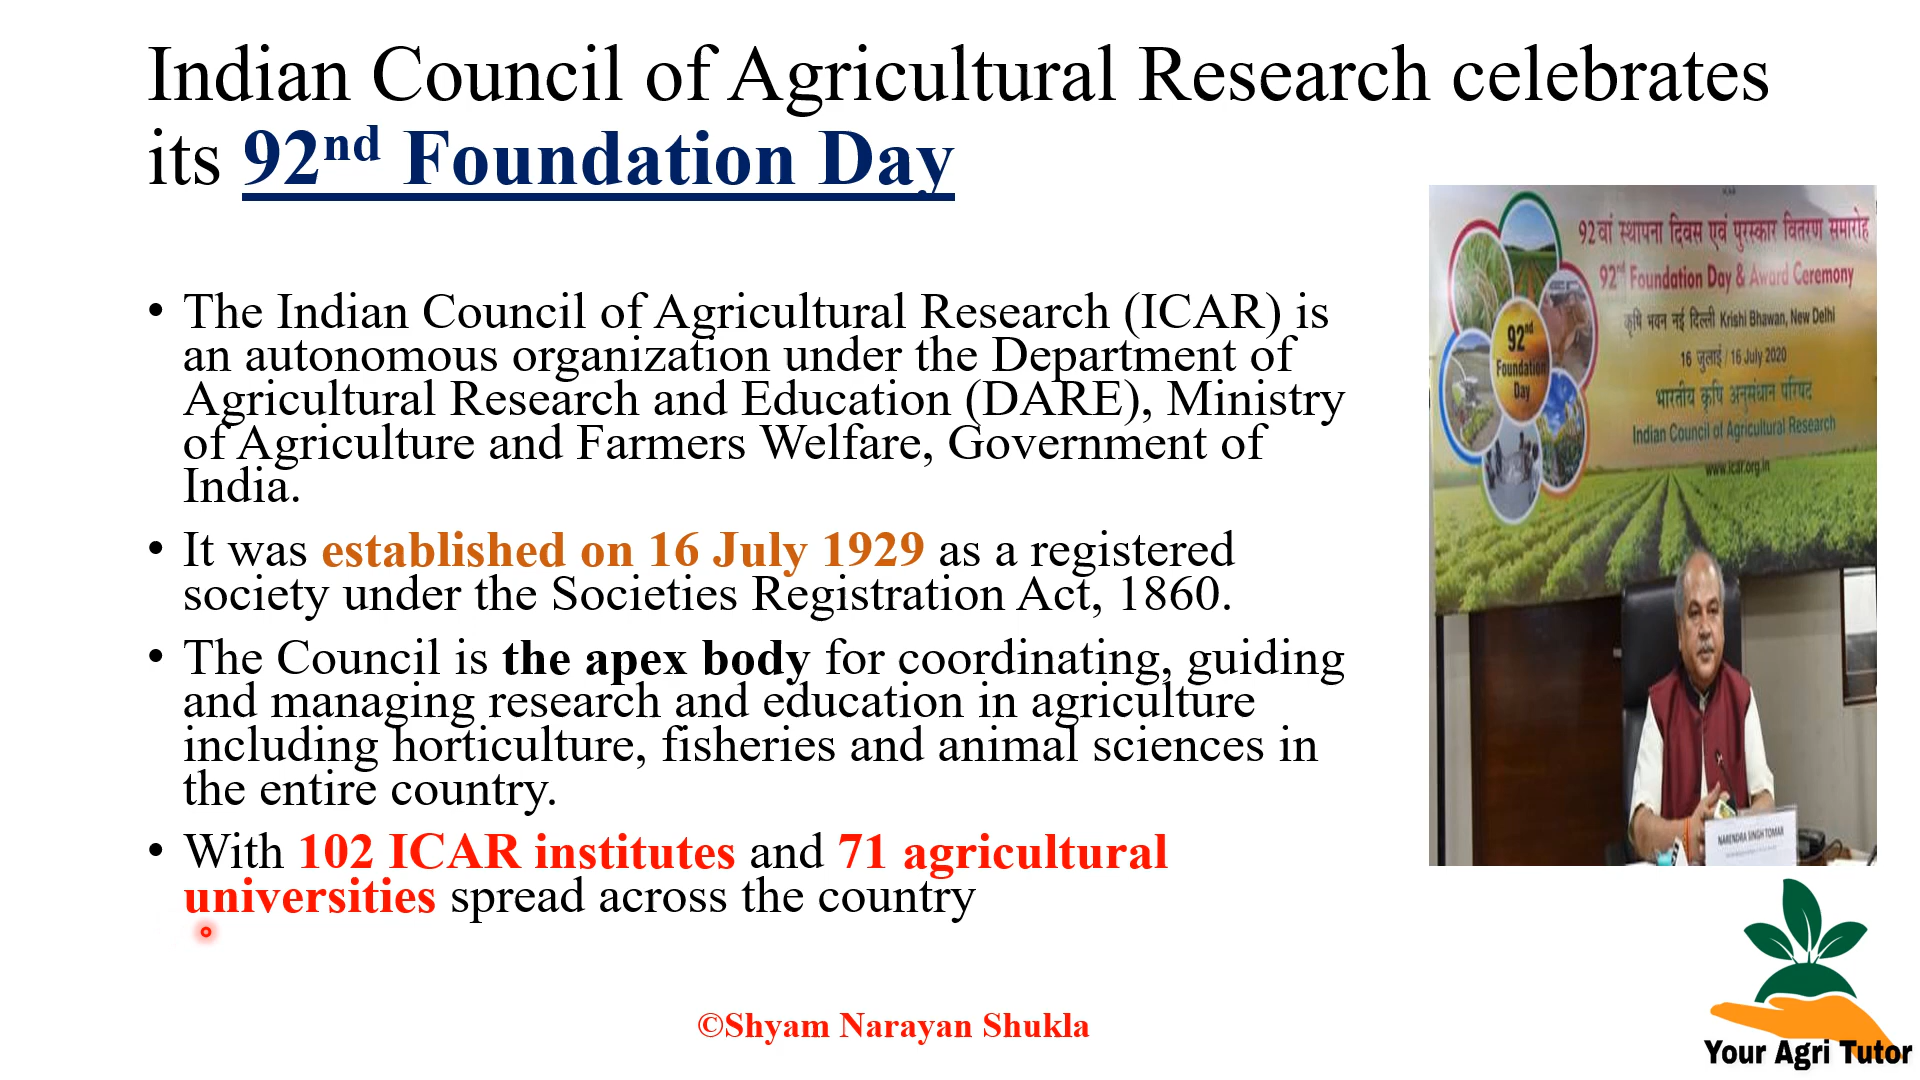 Indian Council of Agricultural Research celebrates
its 92nd Foundation Day
• The Indian Council of Agricultural Research (ICAR) is
an autonomous organization under the Department of
Agricultural Research and Education (DARE), Ministry
of Agriculture and Farmers Welfare, Government of
India.
• It was established on 16 July 1929 as a registered
society under the Societies Registration Act, 1860.
• The Council is the apex body for coordinating, guiding
and managing research and education in agriculture
including horticulture, fisheries and animal sciences in
the entire country.
• With 102 ICAR institutes and 71 agricultural
universities spread across the country
92वां स्थापना दिवस एवं पुरस्कार वितरण समारोह
92nd Foundation Day & Award Ceremony
कृषि भवन नई दिल्ली Krishi Bhawan, New Delhi
16 जुलाई / 16 July 2020
भारतीय कृषि अनुसंधान परिषद
Indian Council of Agricultural Research
www.icar.org.in
92nd
Foundation
Day
NARENDRA SINGH TOMAR
©Shyam Narayan Shukla
Your Agri Tutor